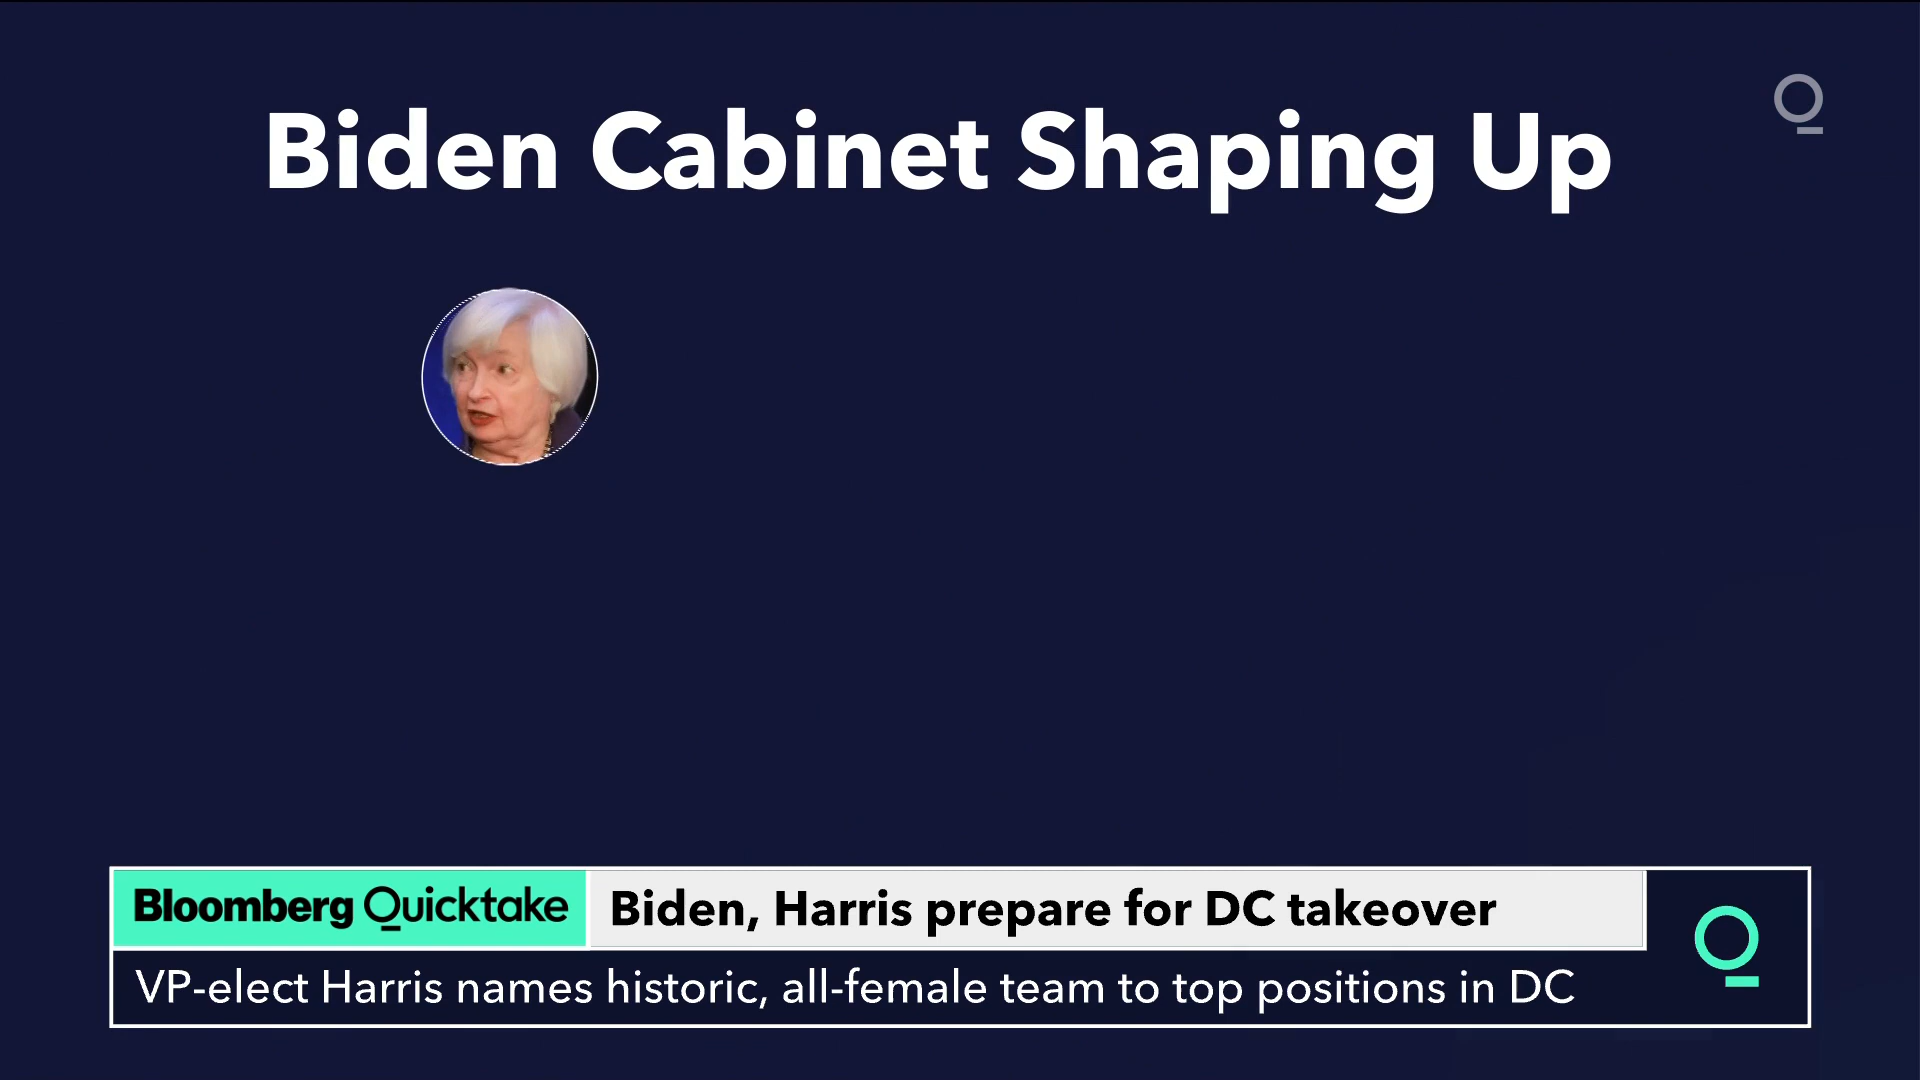 Biden Cabinet Shaping Up
Bloomberg Quicktake
Biden, Harris prepare for DC takeover
VP-elect Harris names historic, all-female team to top positions in DC